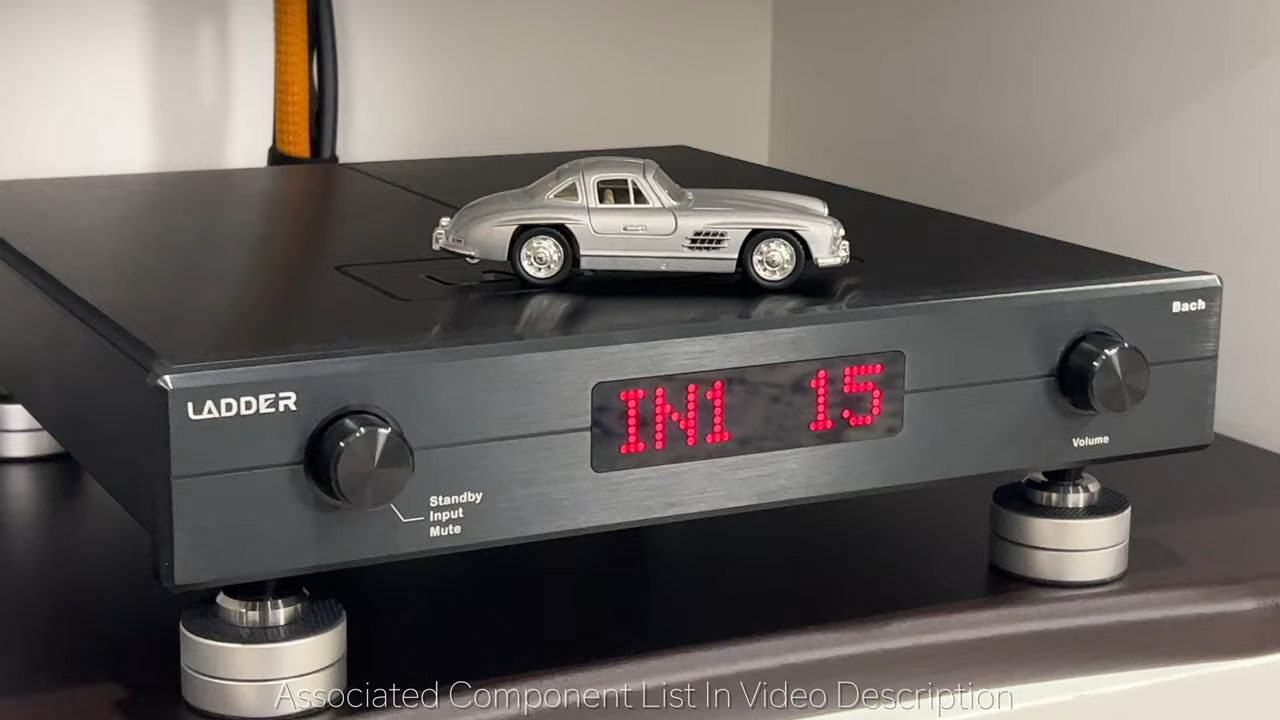 Bach
LADDER
IN1 15
Standby
Input
Mute
Volume
Associated Component List In Video Description